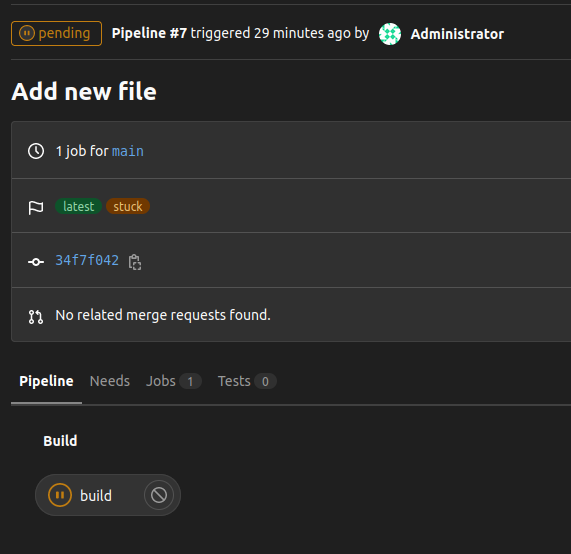 pending Pipeline #7 triggered 29 minutes ago by Administrator
Add new file
1 job for main
latest stuck
34f7f042
No related merge requests found.
Pipeline Needs Jobs 1 Tests 0
Build
build